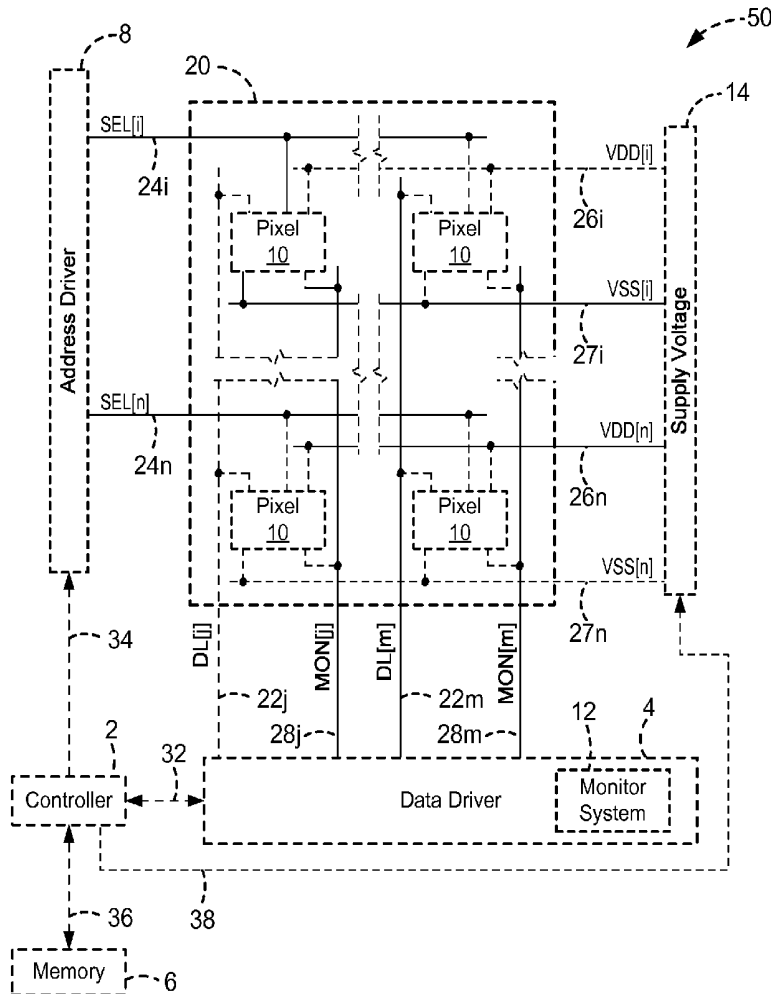 50
8
20
14
SEL[i]
VDD[i]
24i
26i
Pixel
10
Pixel
10
Address Driver
Supply Voltage
VSS[i]
27i
SEL[n]
VDD[n]
24n
26n
Pixel
10
Pixel
10
VSS[n]
27n
34
DL[j]
MON[j]
DL[m]
MON[m]
22j
22m
28j
28m
2
32
12
4
Controller
Data Driver
Monitor
System
36
38
Memory
6